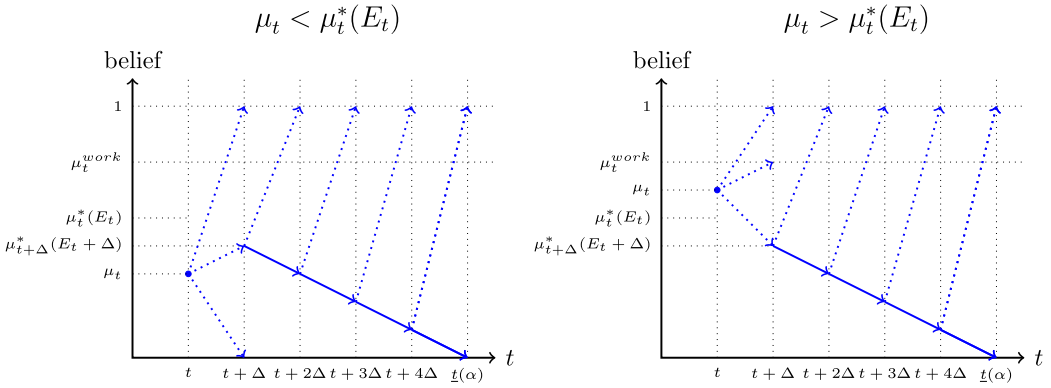 μ_t < μ_t^*(E_t)
belief
1
μ_t^{work}
μ_t^*(E_t)
μ_{t+Δ}^*(E_t + Δ)
μ_t
t
t + Δ
t + 2Δ
t + 3Δ
t + 4Δ
t̲(α)
t
μ_t > μ_t^*(E_t)
belief
1
μ_t^{work}
μ_t
μ_t^*(E_t)
μ_{t+Δ}^*(E_t + Δ)
t
t + Δ
t + 2Δ
t + 3Δ
t + 4Δ
t̲(α)
t